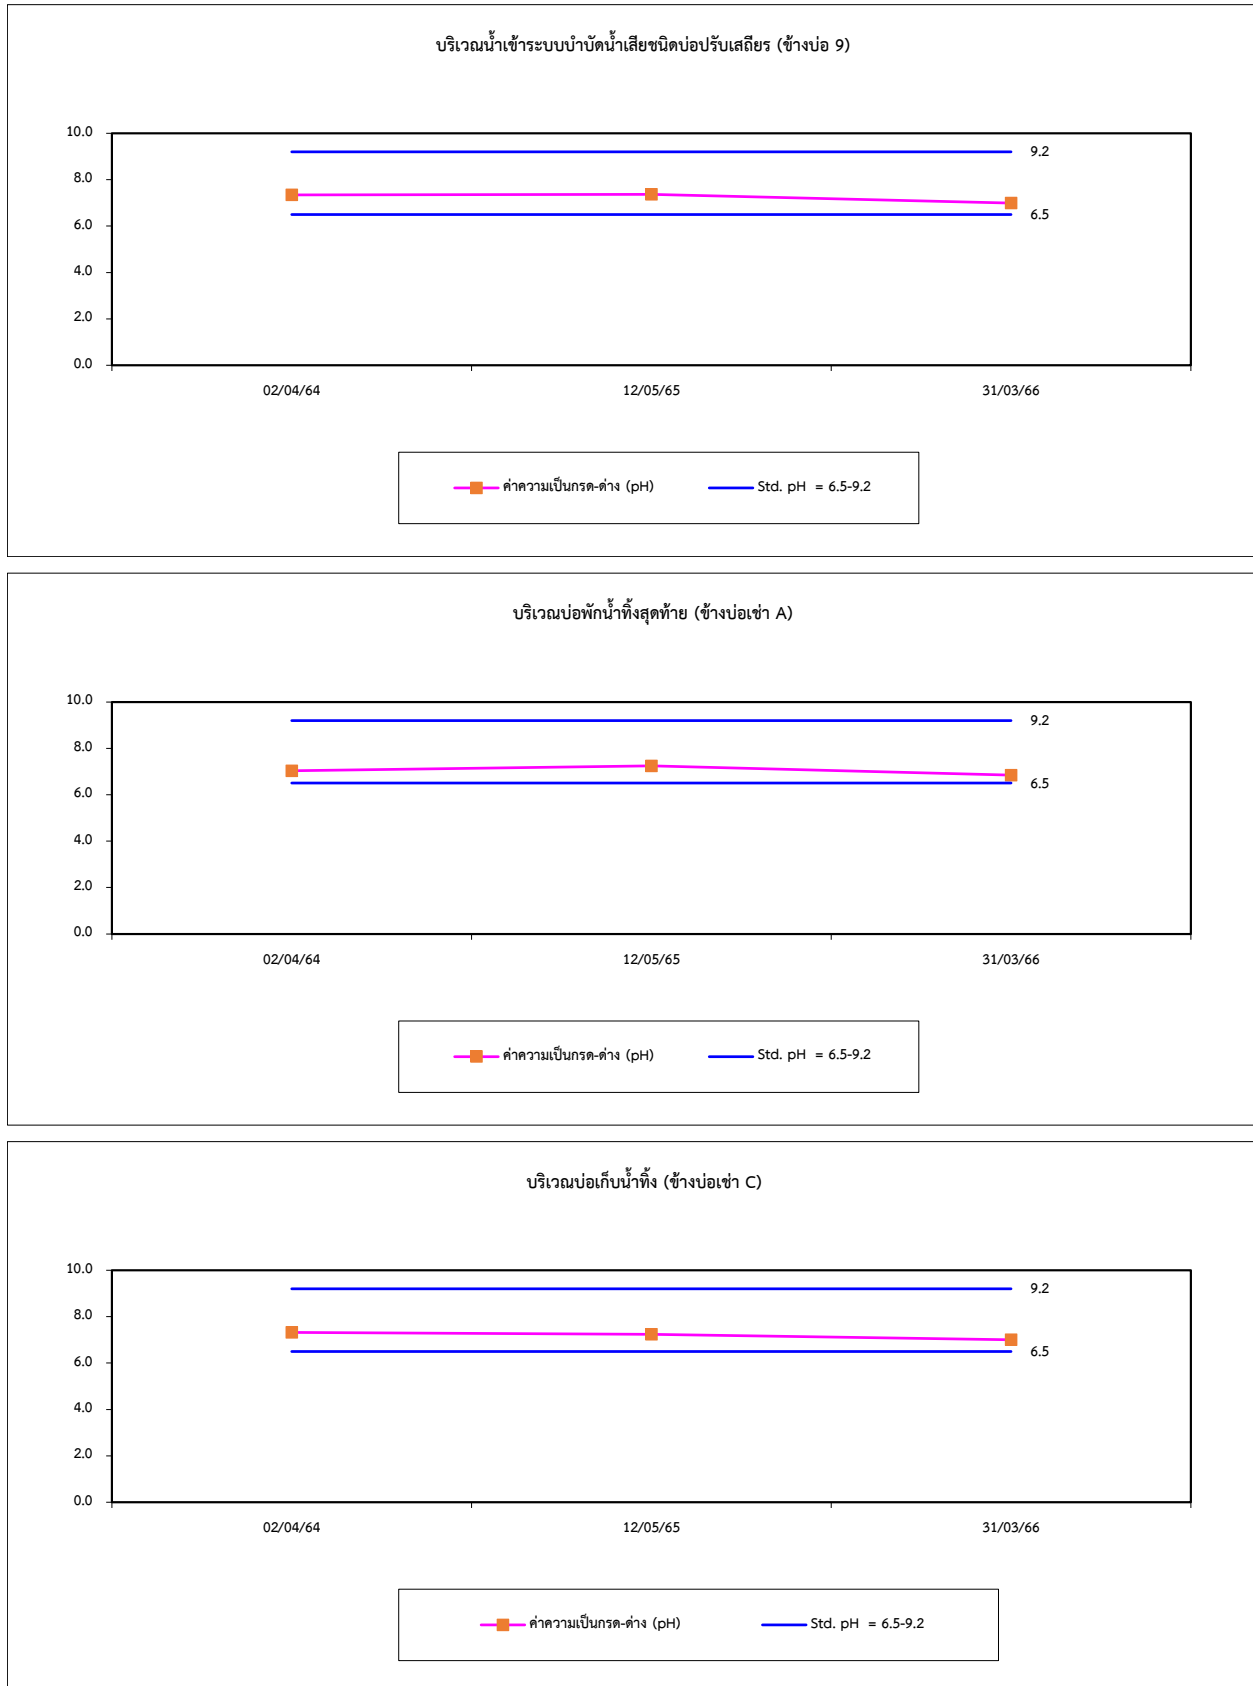 บริเวณน้ำเข้าระบบบำบัดน้ำเสียชนิดบ่อปรับเสถียร (ข้างบ่อ 9)
10.0
8.0
6.0
4.0
2.0
0.0
9.2
6.5
02/04/64 12/05/65 31/03/66
ค่าความเป็นกรด-ด่าง (pH) Std. pH = 6.5-9.2
บริเวณบ่อพักน้ำทิ้งสุดท้าย (ข้างบ่อเช่า A)
10.0
8.0
6.0
4.0
2.0
0.0
9.2
6.5
02/04/64 12/05/65 31/03/66
ค่าความเป็นกรด-ด่าง (pH) Std. pH = 6.5-9.2
บริเวณบ่อเก็บน้ำทิ้ง (ข้างบ่อเช่า C)
10.0
8.0
6.0
4.0
2.0
0.0
9.2
6.5
02/04/64 12/05/65 31/03/66
ค่าความเป็นกรด-ด่าง (pH) Std. pH = 6.5-9.2